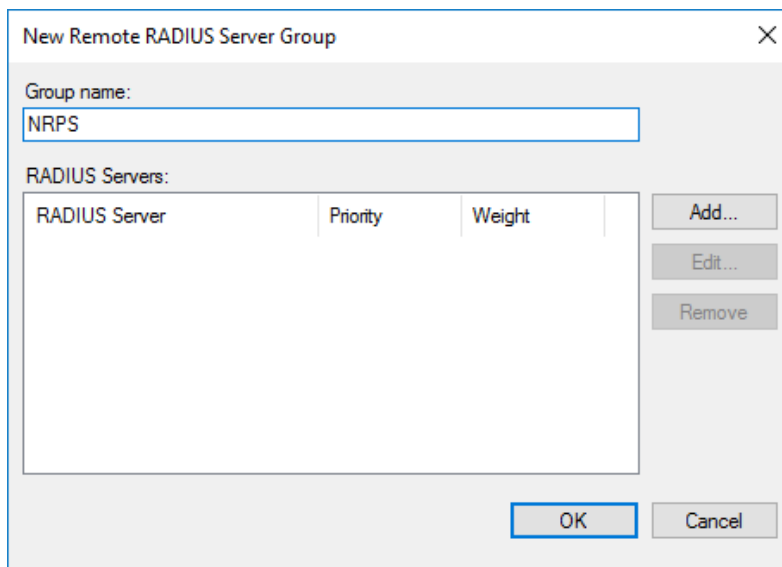 New Remote RADIUS Server Group
Group name:
NRPS
RADIUS Servers:
RADIUS Server Priority Weight
Add...
Edit...
Remove
OK Cancel